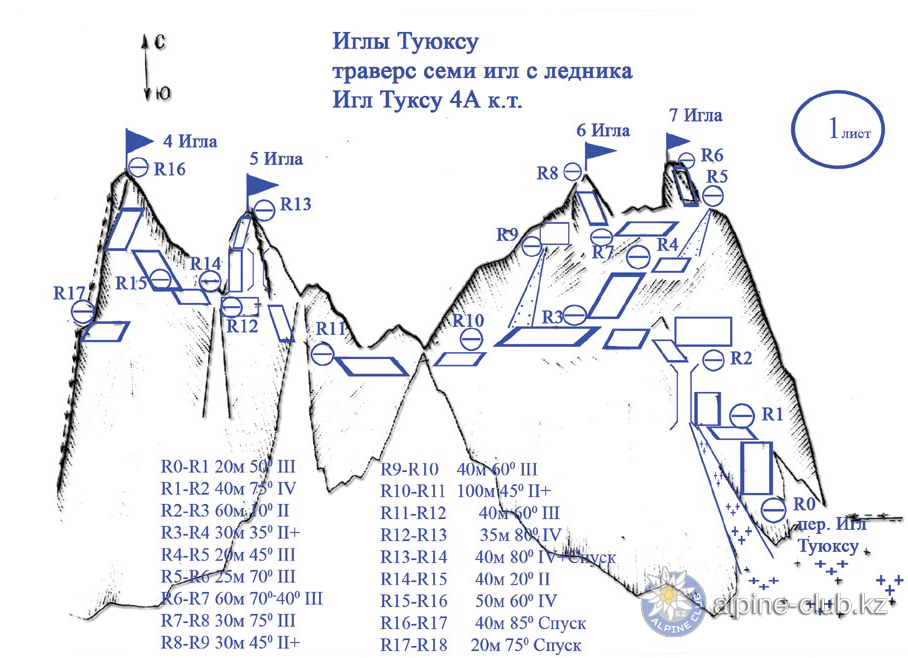 С
Ю
Иглы Туюксу
траверс семи игл с ледника
Игл Туксу 4А к.т.
1 лист
4 Игла
R16
5 Игла
R13
6 Игла
R8
7 Игла
R6
R5
R9
R7
R4
R17
R15
R14
R12
R11
R10
R3
R2
R1
R0
пер. Игл
Туюксу
R0-R1 20м 50⁰ III
R1-R2 40м 75⁰ IV
R2-R3 60м 10⁰ II
R3-R4 30м 35⁰ II+
R4-R5 20м 45⁰ III
R5-R6 25м 70⁰ III
R6-R7 60м 70⁰-40⁰ III
R7-R8 30м 75⁰ III
R8-R9 30м 45⁰ II+
R9-R10 40м 60⁰ III
R10-R11 100м 45⁰ II+
R11-R12 40м 60⁰ III
R12-R13 35м 80⁰ IV
R13-R14 40м 80⁰ IV+Спуск
R14-R15 40м 20⁰ II
R15-R16 50м 60⁰ IV
R16-R17 40м 85⁰ Спуск
R17-R18 20м 75⁰ Спуск
ALPINE CLUB
alpine-club.kz